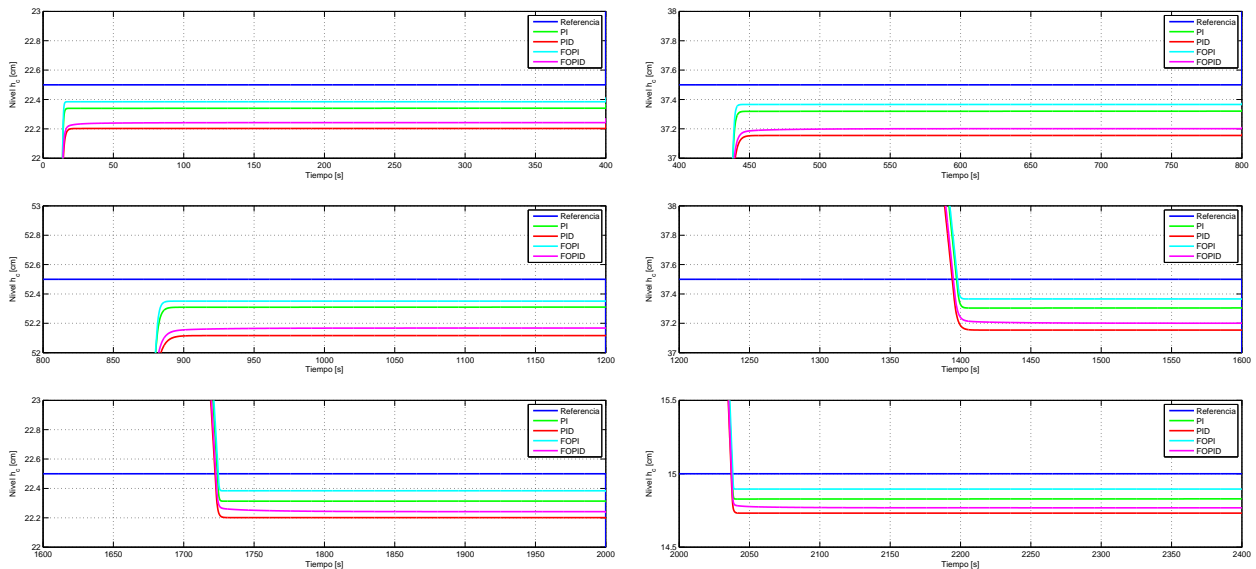 23
22.8
22.6
22.4
22.2
22
0
50
100
150
200
250
300
350
400
Tiempo [s]
Nivel h_c [cm]
Referencia
PI
PID
FOPI
FOPID
38
37.8
37.6
37.4
37.2
37
400
450
500
550
600
650
700
750
800
Tiempo [s]
Nivel h_c [cm]
Referencia
PI
PID
FOPI
FOPID
53
52.8
52.6
52.4
52.2
52
800
850
900
950
1000
1050
1100
1150
1200
Tiempo [s]
Nivel h_c [cm]
Referencia
PI
PID
FOPI
FOPID
38
37.8
37.6
37.4
37.2
37
1200
1250
1300
1350
1400
1450
1500
1550
1600
Tiempo [s]
Nivel h_c [cm]
Referencia
PI
PID
FOPI
FOPID
23
22.8
22.6
22.4
22.2
22
1600
1650
1700
1750
1800
1850
1900
1950
2000
Tiempo [s]
Nivel h_c [cm]
Referencia
PI
PID
FOPI
FOPID
15.5
15
14.5
2000
2050
2100
2150
2200
2250
2300
2350
2400
Tiempo [s]
Nivel h_c [cm]
Referencia
PI
PID
FOPI
FOPID